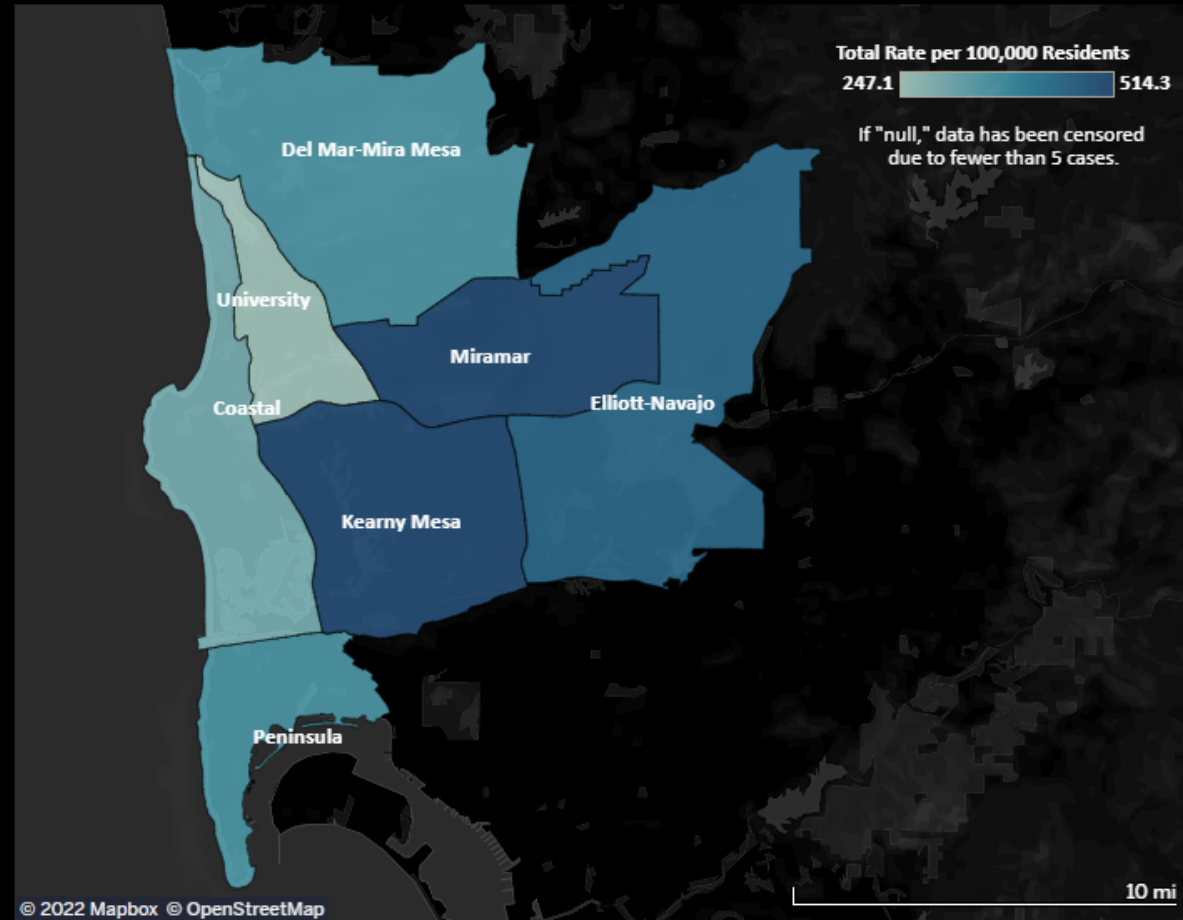 Total Rate per 100,000 Residents
247.1 514.3
If "null," data has been censored
due to fewer than 5 cases.
Del Mar-Mira Mesa
University
Miramar
Elliott-Navajo
Coastal
Kearny Mesa
Peninsula
10 mi
© 2022 Mapbox © OpenStreetMap